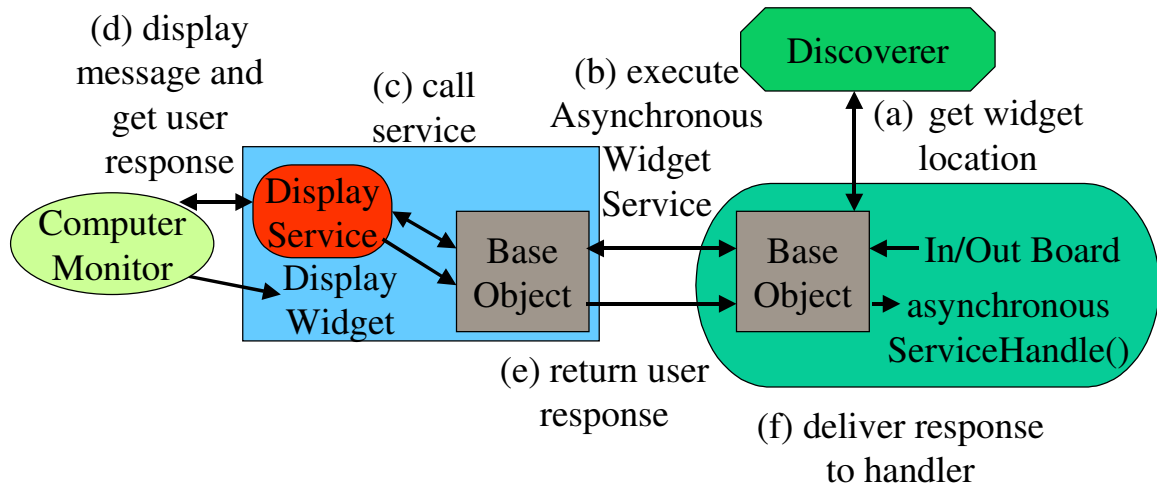 (d) display
message and
get user
response
(c) call
service
(b) execute
Asynchronous
Widget
Service
Discoverer
(a) get widget
location
Computer
Monitor
Display
Service
Display
Widget
Base
Object
Base
Object
In/Out Board
asynchronous
ServiceHandle()
(e) return user
response
(f) deliver response
to handler